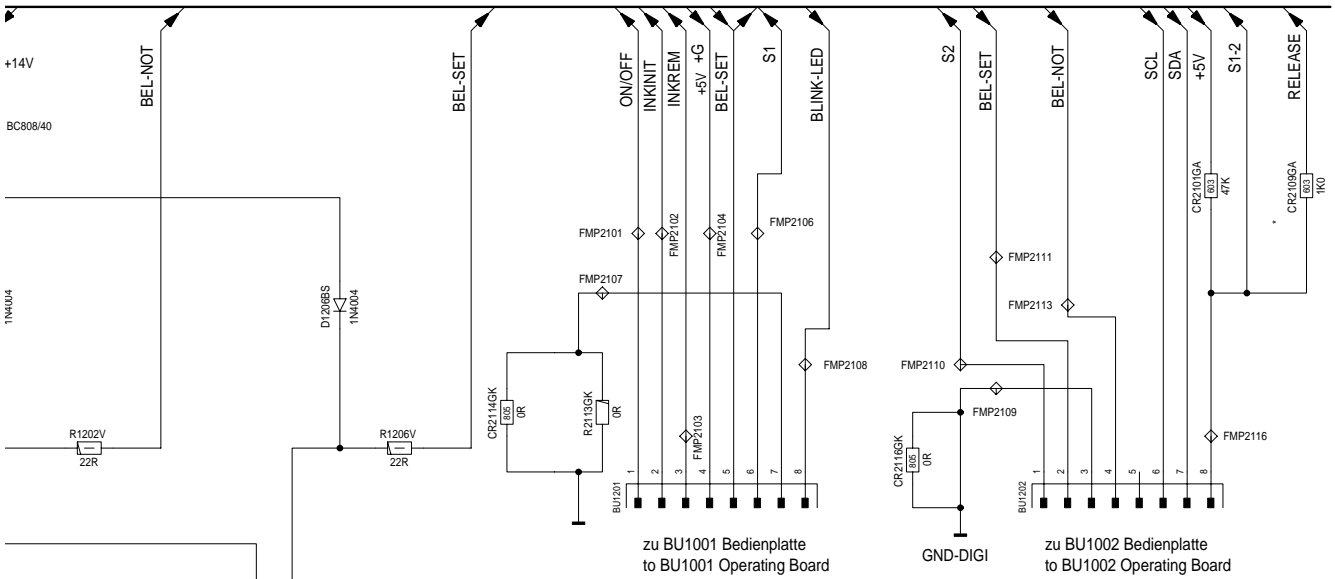 +14V
BC808/40
BEL-NOT
BEL-SET
ON/OFF
INKINIT
INKREM
+5V +G
BEL-SET
S1
BLINK-LED
S2
BEL-SET
BEL-NOT
SCL
SDA
+5V
S1-2
RELEASE
CR2101GA
603
47K
CR2109GA
603
1K0
*
FMP2101
FMP2102
FMP2104
FMP2106
FMP2107
FMP2111
FMP2113
1N4004
D1206BS
1N4004
FMP2108
FMP2110
FMP2109
CR2114GK
805
0R
R2113GK
0R
FMP2103
R1202V
22R
R1206V
22R
CR2116GK
805
0R
FMP2116
BU1201
1 2 3 4 5 6 7 8
BU1202
1 2 3 4 5 6 7 8
zu BU1001 Bedienplatte
to BU1001 Operating Board
GND-DIGI
zu BU1002 Bedienplatte
to BU1002 Operating Board